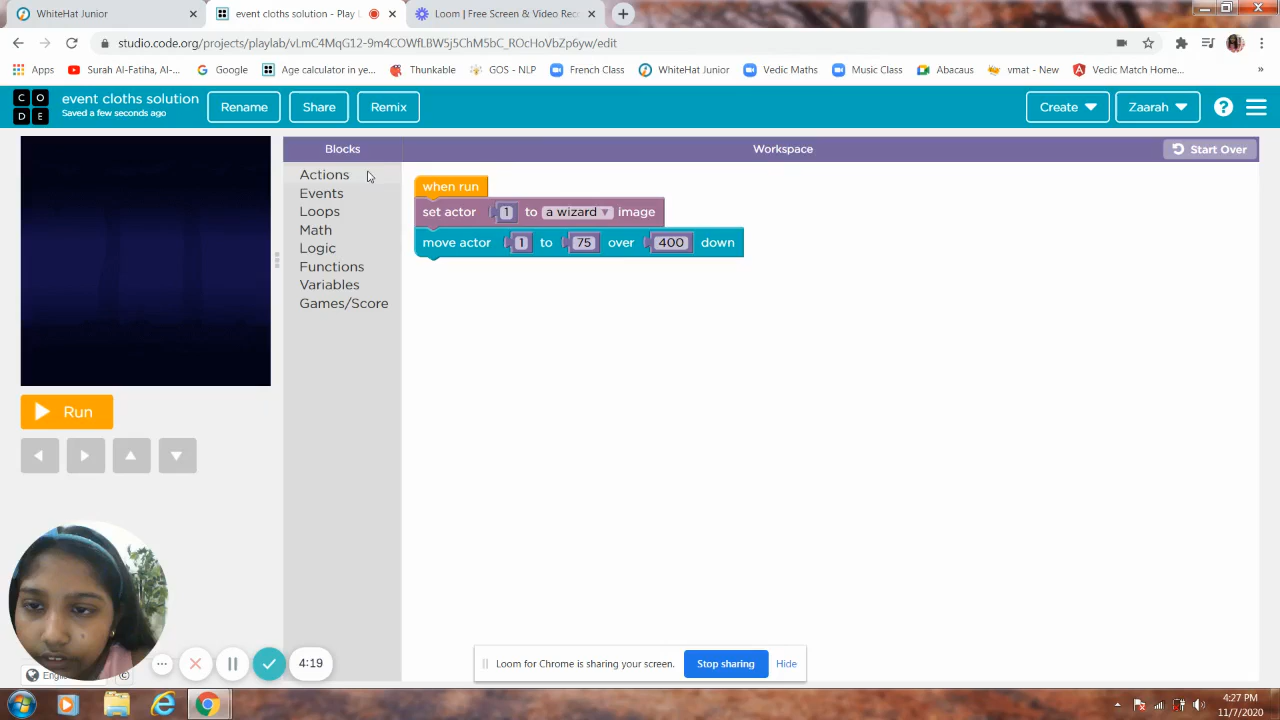 WhiteHat Junior
event cloths solution - Play L
Loom | Free Screen & Video Rec
studio.code.org/projects/playlab/vLmC4MqG12-9m4COWfLBW5j5ChM5bC_ROcH0Vb​Zp6yw/edit
Apps
Surah Al-Fatiha, Al-...
Google
Age calculator in ye...
Thunkable
GOS - NLP
French Class
WhiteHat Junior
Vedic Maths
Music Class
Abacus
vmat - New
Vedic Match Home...
»
C O
D E
event cloths solution
Saved a few seconds ago
Rename
Share
Remix
Create
Zaarah
?
Blocks
Workspace
Start Over
Actions
Events
Loops
Math
Logic
Functions
Variables
Games/Score
when run
set actor 1 to a wizard image
move actor 1 to 75 over 400 down
Run
4:19
Loom for Chrome is sharing your screen.
Stop sharing
Hide
4:27 PM
11/7/2020